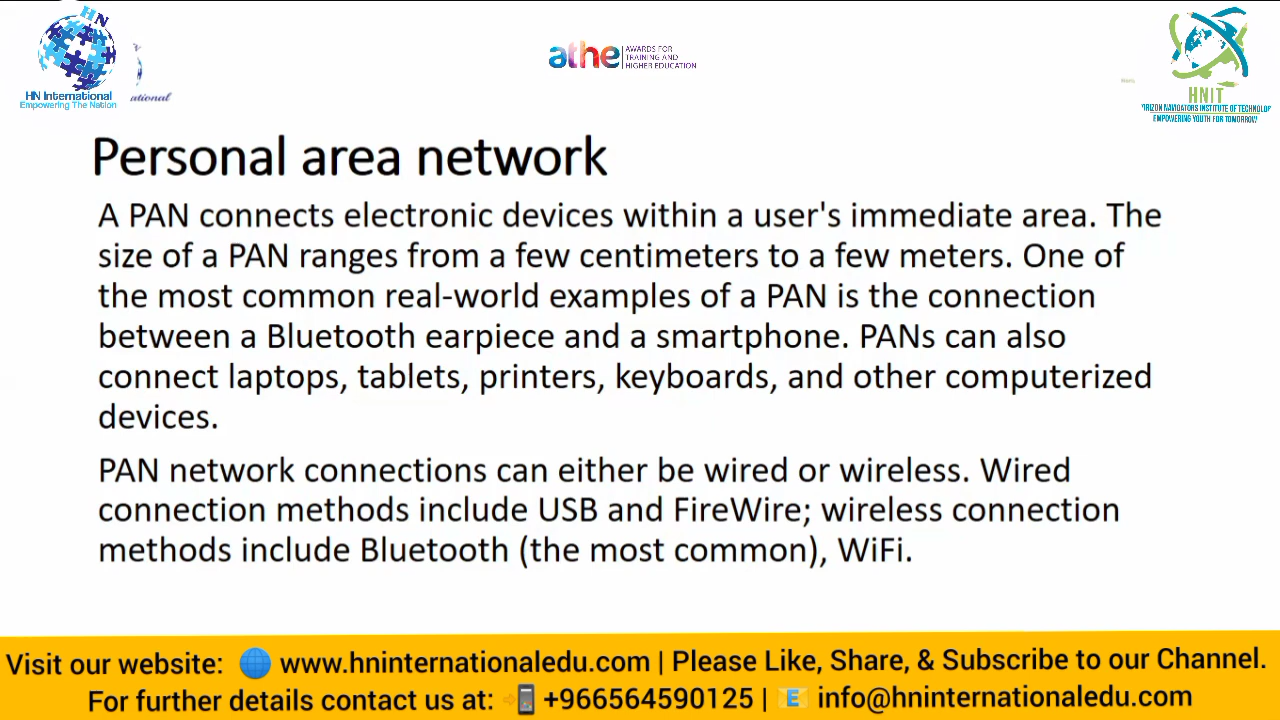 HN
HN International
Empowering The Nation
ational
athe
AWARDS FOR
TRAINING AND
HIGHER EDUCATION
HNIT
RIZON NAVIGATORS INSTITUTE OF TECHNOLO
EMPOWERING YOUTH FOR TOMORROW
Personal area network
A PAN connects electronic devices within a user's immediate area. The
size of a PAN ranges from a few centimeters to a few meters. One of
the most common real-world examples of a PAN is the connection
between a Bluetooth earpiece and a smartphone. PANs can also
connect laptops, tablets, printers, keyboards, and other computerized
devices.
PAN network connections can either be wired or wireless. Wired
connection methods include USB and FireWire; wireless connection
methods include Bluetooth (the most common), WiFi.
Visit our website: www.hninternationaledu.com | Please Like, Share, & Subscribe to our Channel.
For further details contact us at: +966564590125 | info@hninternationaledu.com